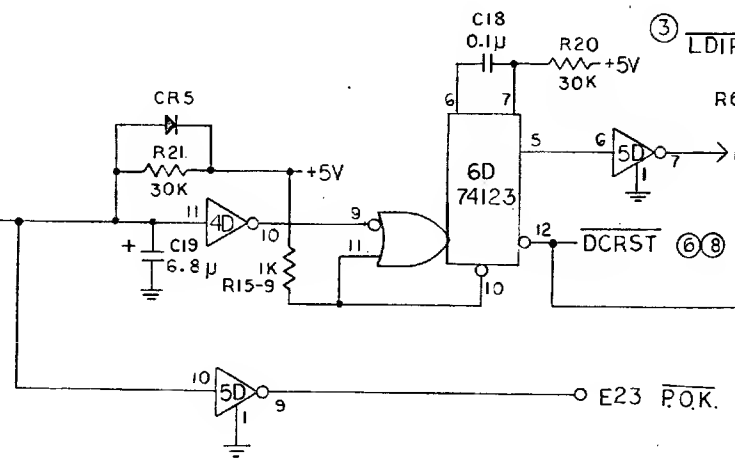 C18
0.1µ
R20
30K
+5V
③
LDIP
R6
CR5
R21.
30K
+5V
6
7
6D
74123
5
6
5D
7
1
11
4D
10
9
11
12
DCRST ⑥⑧
10
+
C19
6.8µ
1K
R15-9
10
5D
9
1
E23 P.O.K.